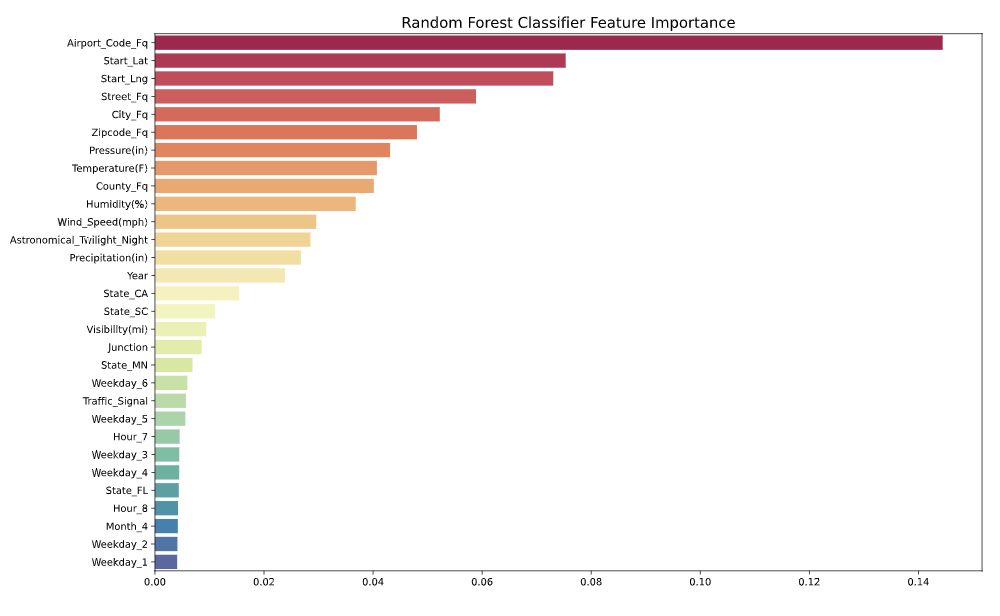 Random Forest Classifier Feature Importance
Airport_Code_Fq
Start_Lat
Start_Lng
Street_Fq
City_Fq
Zipcode_Fq
Pressure(in)
Temperature(F)
County_Fq
Humidity(%)
Wind_Speed(mph)
Astronomical_Twilight_Night
Precipitation(in)
Year
State_CA
State_SC
Visibility(mi)
Junction
State_MN
Weekday_6
Traffic_Signal
Weekday_5
Hour_7
Weekday_3
Weekday_4
State_FL
Hour_8
Month_4
Weekday_2
Weekday_1
0.00 0.02 0.04 0.06 0.08 0.10 0.12 0.14